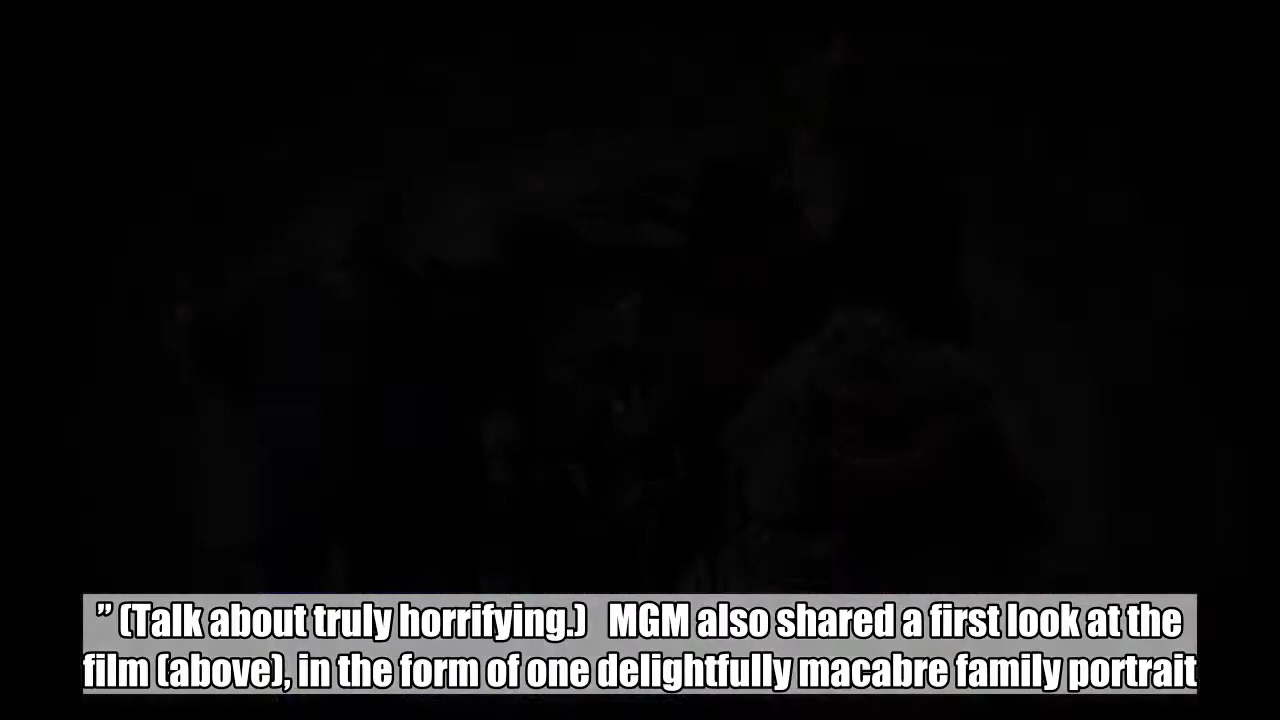 ” (Talk about truly horrifying.) MGM also shared a first look at the
film (above), in the form of one delightfully macabre family portrait